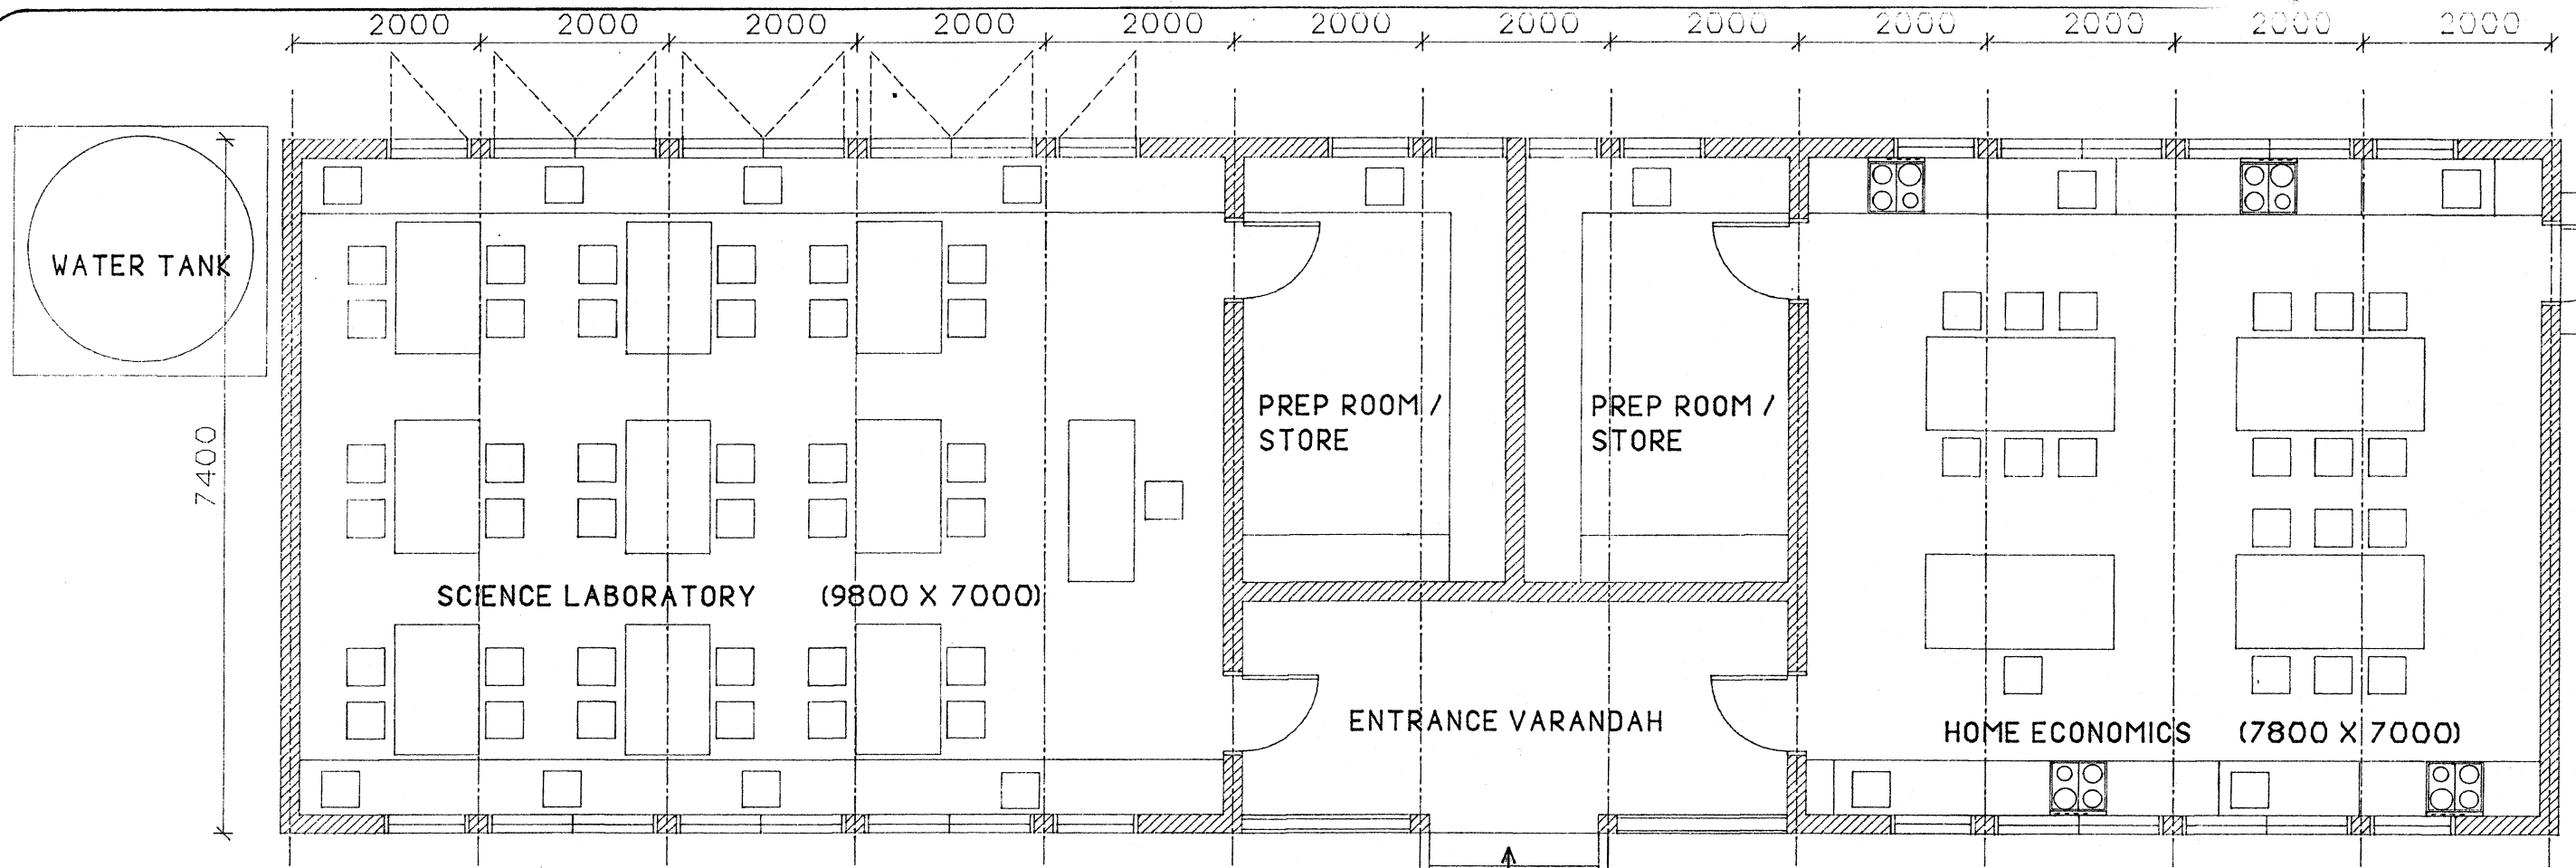 2000 2000 2000 2000 2000 2000 2000 2000 2000 2000 2000 2000
WATER TANK
7400
PREP ROOM /
STORE
PREP ROOM /
STORE
SCIENCE LABORATORY (9800 X 7000)
ENTRANCE VARANDAH
HOME ECONOMICS (7800 X 7000)